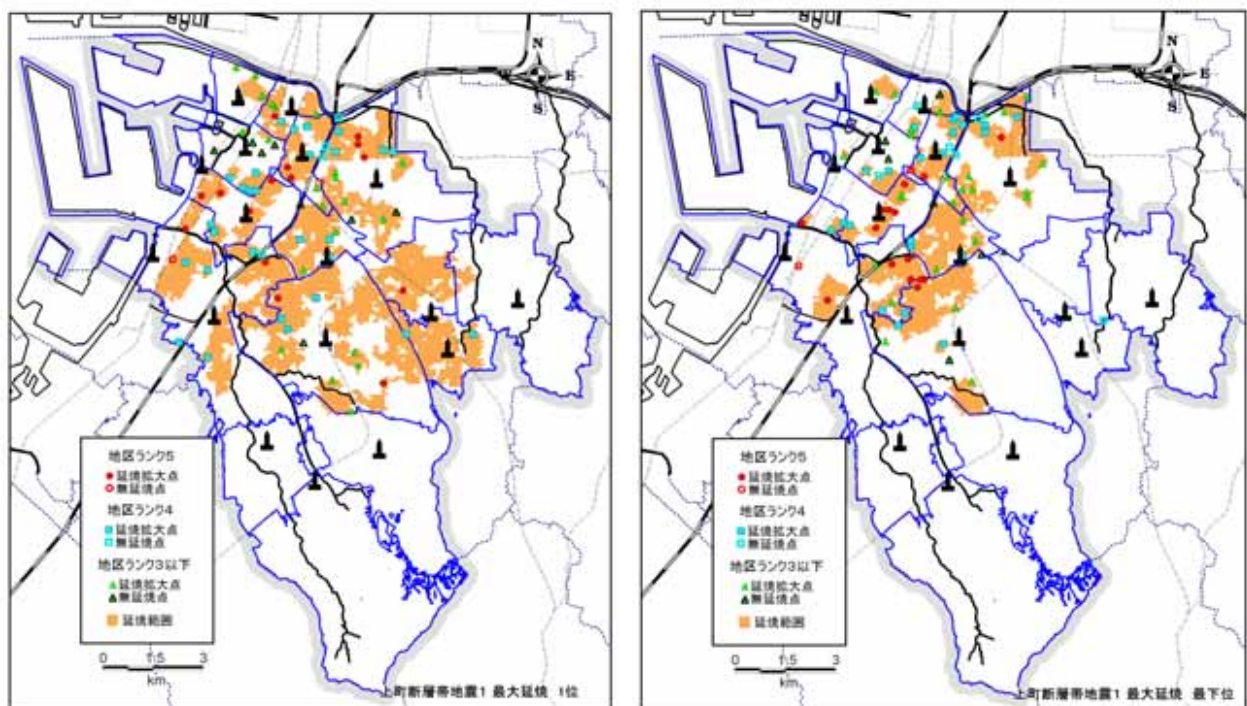 N
E
S
地区ランク5
延焼拡大点
無延焼点
地区ランク4
延焼拡大点
無延焼点
地区ランク3以下
延焼拡大点
無延焼点
延焼範囲
0 1.5 3
km
上町断層帯地震1 最大延焼 1位
N
E
S
地区ランク5
延焼拡大点
無延焼点
地区ランク4
延焼拡大点
無延焼点
地区ランク3以下
延焼拡大点
無延焼点
延焼範囲
0 1.5 3
km
上町断層帯地震1 最大延焼 最下位